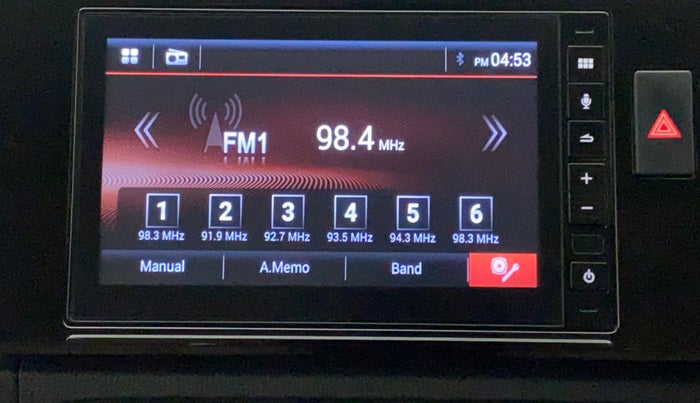 PM 04:53
FM1 98.4 MHz
1 2 3 4 5 6
98.3 MHz 91.9 MHz 92.7 MHz 93.5 MHz 94.3 MHz 98.3 MHz
Manual A.Memo Band
+
−